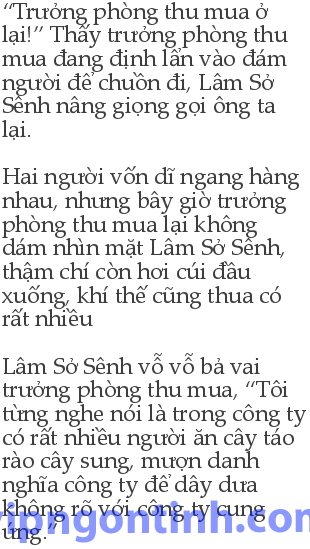 “Trưởng phòng thu mua ở
lại!” Thấy trưởng phòng thu
mua đang định lẩn vào đám
người để chuồn đi, Lâm Sở
Sênh nâng giọng gọi ông ta
lại.
Hai người vốn dĩ ngang hàng
nhau, nhưng bây giờ trưởng
phòng thu mua lại không
dám nhìn mặt Lâm Sở Sênh,
thậm chí còn hơi cúi đầu
xuống, khí thế cũng thua có
rất nhiều
Lâm Sở Sênh vỗ vỗ bả vai
trưởng phòng thu mua, “Tôi
từng nghe nói là trong công ty
có rất nhiều người ăn cây táo
rào cây sung, mượn danh
nghĩa công ty để dây dưa
không rõ với công ty cung
ứng.”
vipngontinh.com